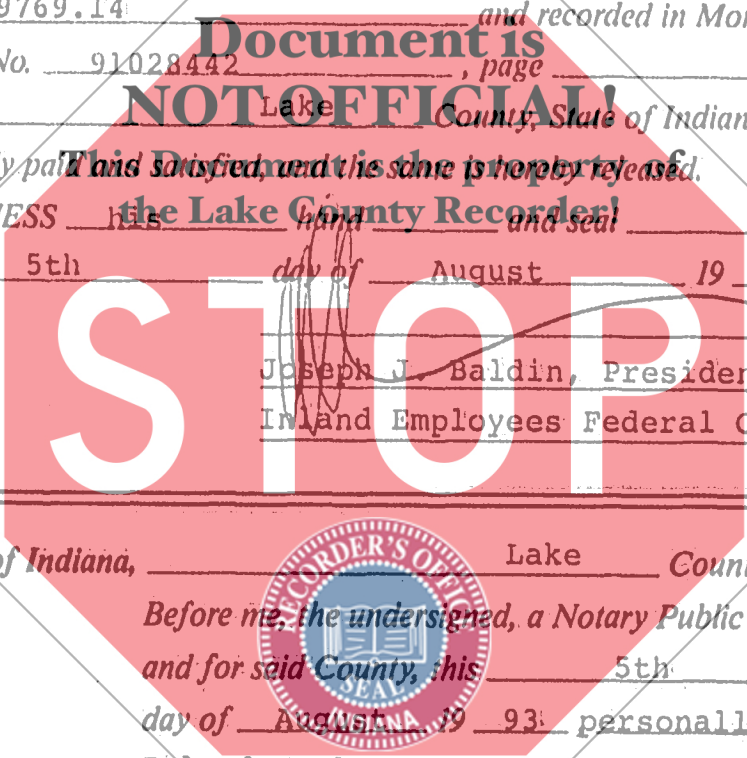 9769.14 and recorded in Mor
Document is
No. 91028442, page
NOT OFFICIAL!
Lake County, State of Indian
y paid and satisfied, and the same is hereby released.
This Document is the property of
the Lake County Recorder!
ESS his hand and seal
5th day of August 19
STOP
Joseph J. Baldin, Presiden
Inland Employees Federal C
of Indiana, Lake Coun
RECORDER'S OFFIC
SEAL
INDIANA
Before me, the undersigned, a Notary Public
and for said County, this 5th
day of August 19 93 personall